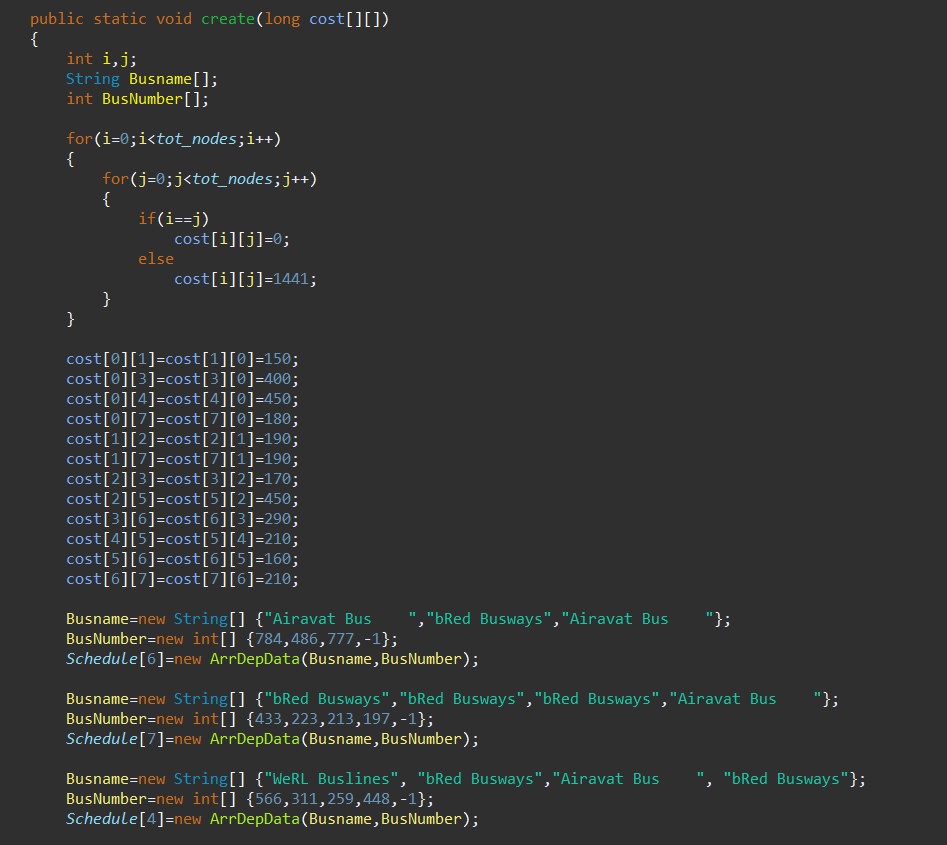 public static void create(long cost[][])
{
int i,j;
String Busname[];
int BusNumber[];
for(i=0;i<tot_nodes;i++)
{
for(j=0;j<tot_nodes;j++)
{
if(i==j)
cost[i][j]=0;
else
cost[i][j]=1441;
}
}
cost[0][1]=cost[1][0]=150;
cost[0][3]=cost[3][0]=400;
cost[0][4]=cost[4][0]=450;
cost[0][7]=cost[7][0]=180;
cost[1][2]=cost[2][1]=190;
cost[1][7]=cost[7][1]=190;
cost[2][3]=cost[3][2]=170;
cost[2][5]=cost[5][2]=450;
cost[3][6]=cost[6][3]=290;
cost[4][5]=cost[5][4]=210;
cost[5][6]=cost[6][5]=160;
cost[6][7]=cost[7][6]=210;
Busname=new String[] {"Airavat Bus    ","bRed Busways","Airavat Bus    "};
BusNumber=new int[] {784,486,777,-1};
Schedule[6]=new ArrDepData(Busname,BusNumber);
Busname=new String[] {"bRed Busways","bRed Busways","bRed Busways","Airavat Bus    "};
BusNumber=new int[] {433,223,213,197,-1};
Schedule[7]=new ArrDepData(Busname,BusNumber);
Busname=new String[] {"WeRL Buslines", "bRed Busways","Airavat Bus    ", "bRed Busways"};
BusNumber=new int[] {566,311,259,448,-1};
Schedule[4]=new ArrDepData(Busname,BusNumber);